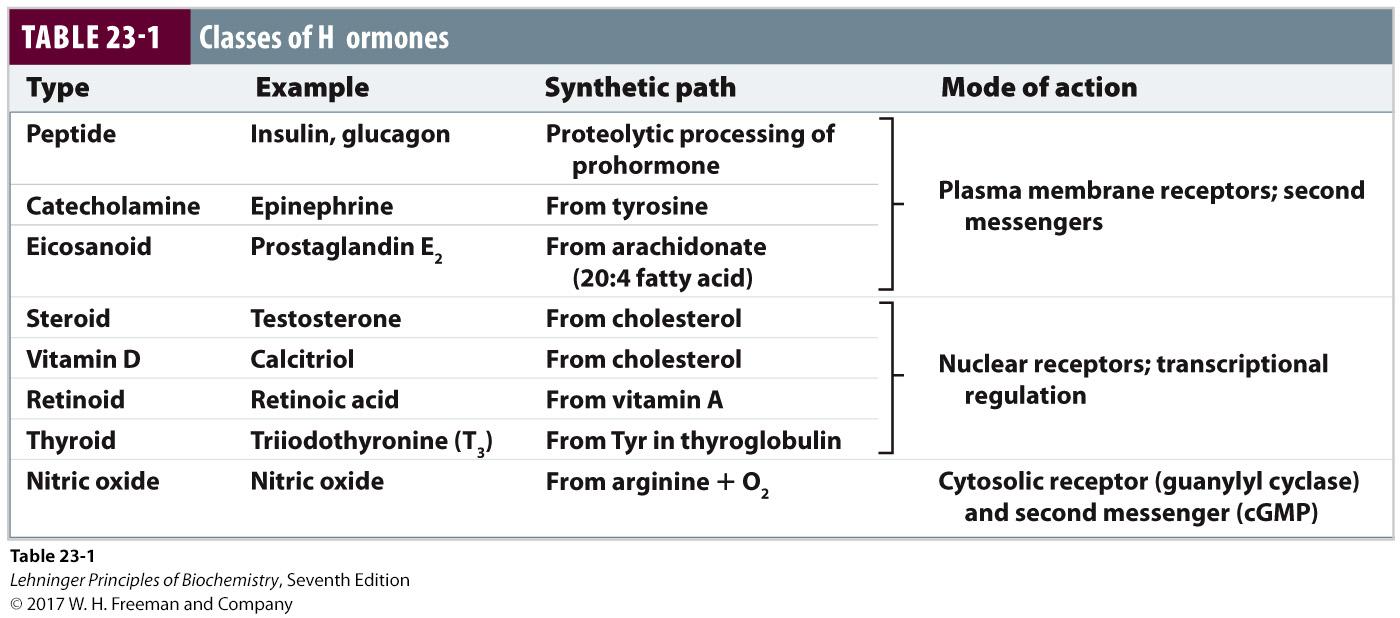 TABLE 23-1 Classes of H ormones
Type Example Synthetic path Mode of action
Peptide Insulin, glucagon Proteolytic processing of
prohormone
Plasma membrane receptors; second
messengers
Catecholamine Epinephrine From tyrosine
Eicosanoid Prostaglandin E₂ From arachidonate
(20:4 fatty acid)
Steroid Testosterone From cholesterol
Vitamin D Calcitriol From cholesterol
Nuclear receptors; transcriptional
regulation
Retinoid Retinoic acid From vitamin A
Thyroid Triiodothyronine (T₃) From Tyr in thyroglobulin
Nitric oxide Nitric oxide From arginine + O₂ Cytosolic receptor (guanylyl cyclase)
and second messenger (cGMP)
Table 23-1
Lehninger Principles of Biochemistry, Seventh Edition
© 2017 W. H. Freeman and Company